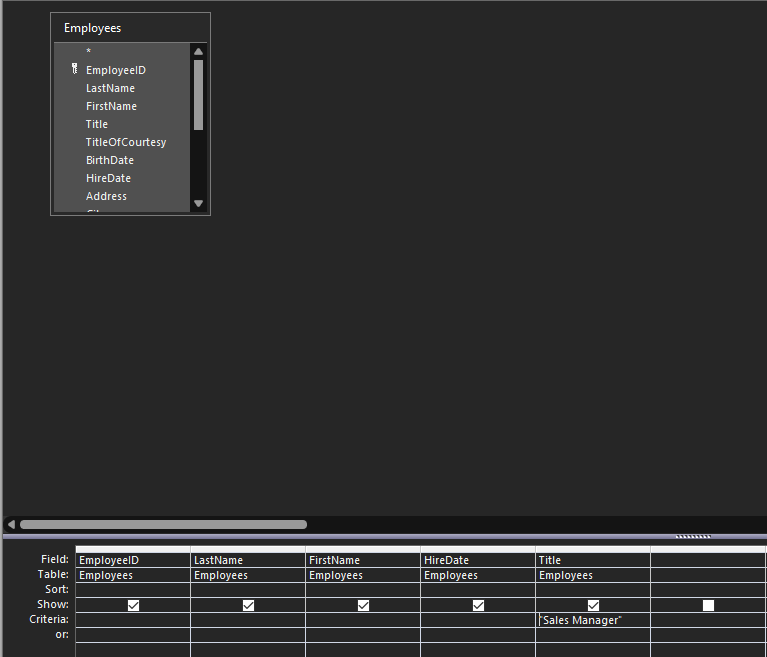 Employees
*
EmployeeID
LastName
FirstName
Title
TitleOfCourtesy
BirthDate
HireDate
Address
Field: EmployeeID LastName FirstName HireDate Title
Table: Employees Employees Employees Employees Employees
Sort:
Show:
Criteria: "Sales Manager"
or: